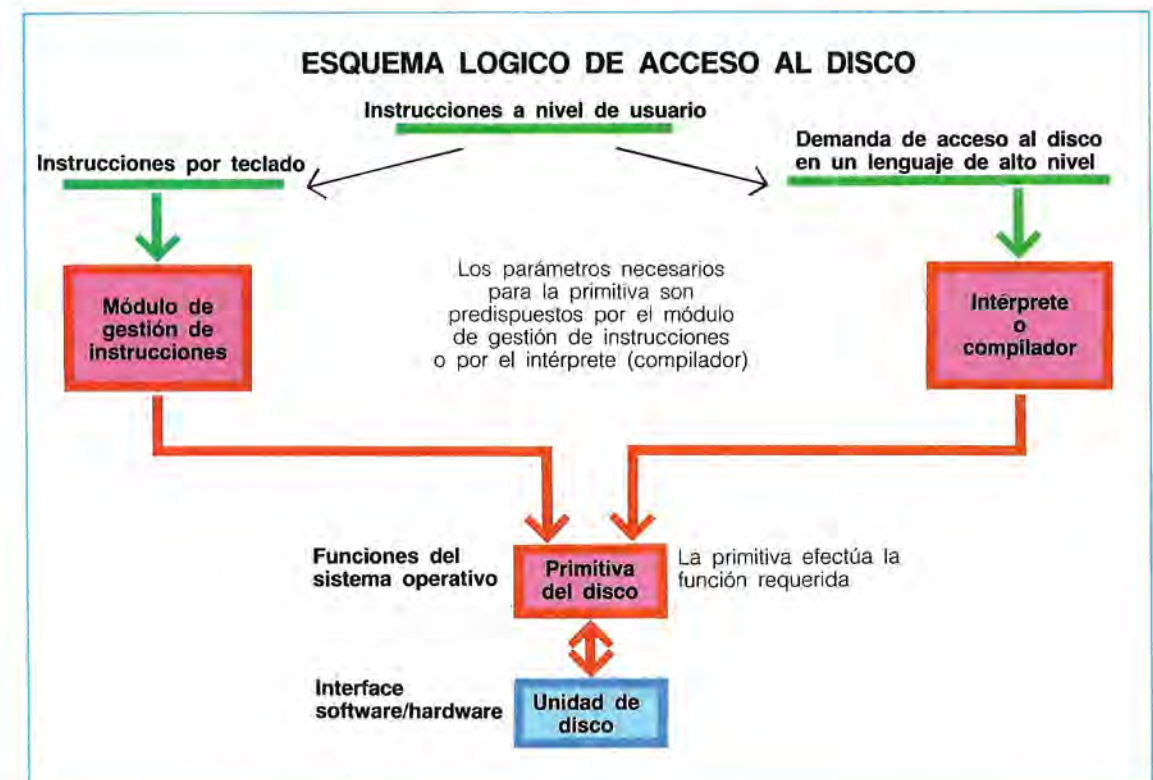 ESQUEMA LOGICO DE ACCESO AL DISCO
Instrucciones a nivel de usuario
Instrucciones por teclado
Demanda de acceso al disco
en un lenguaje de alto nivel
Módulo de
gestión de
instrucciones
Los parámetros necesarios
para la primitiva son
predispuestos por el módulo
de gestión de instrucciones
o por el intérprete (compilador)
Intérprete
o
compilador
Funciones del
sistema operativo
Primitiva
del disco
La primitiva efectúa la
función requerida
Interface
software/hardware
Unidad de
disco